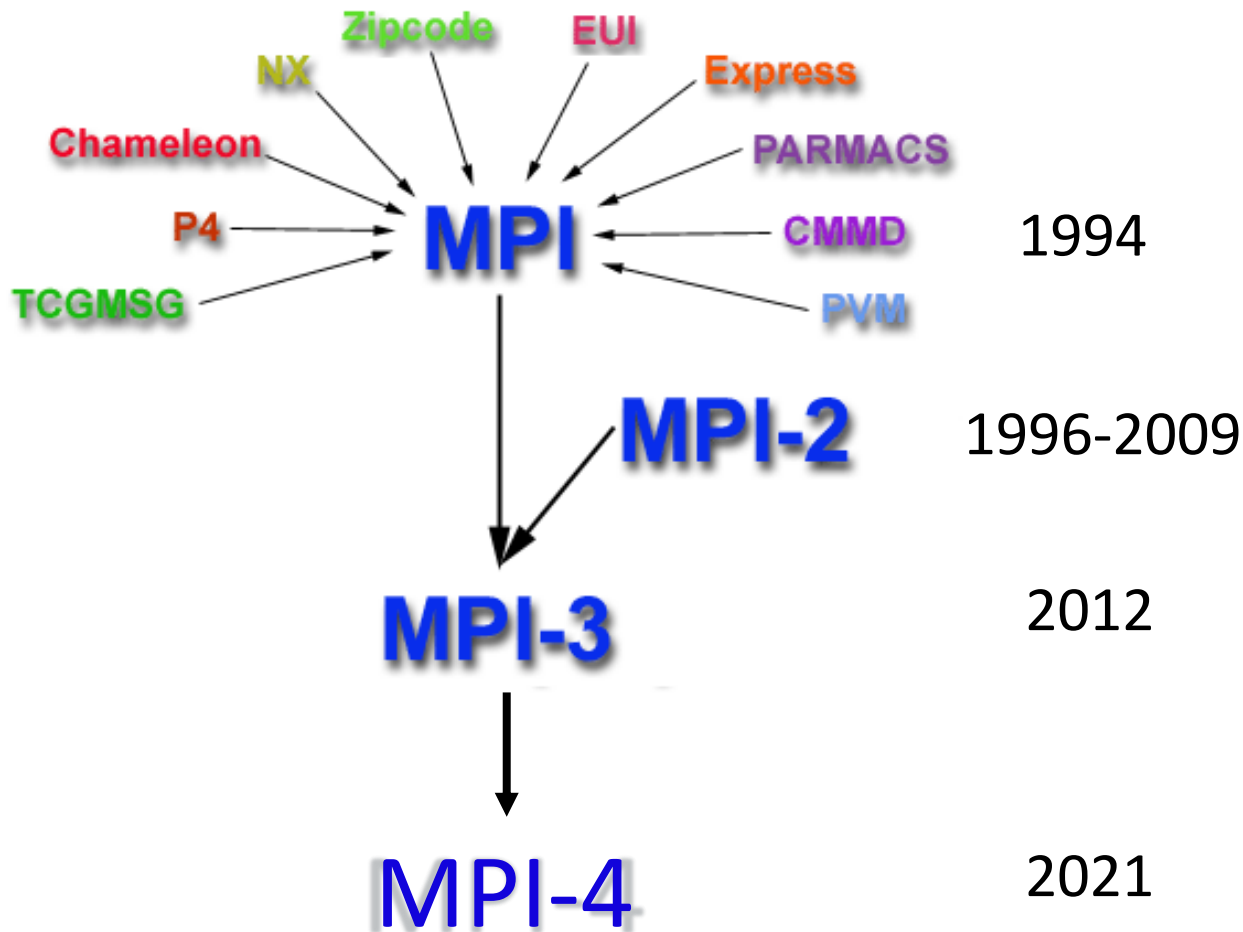 Zipcode
EUI
NX
Express
Chameleon
PARMACS
P4
MPI
CMMD
1994
TCGMSG
PVM
MPI-2
1996-2009
MPI-3
2012
MPI-4
2021